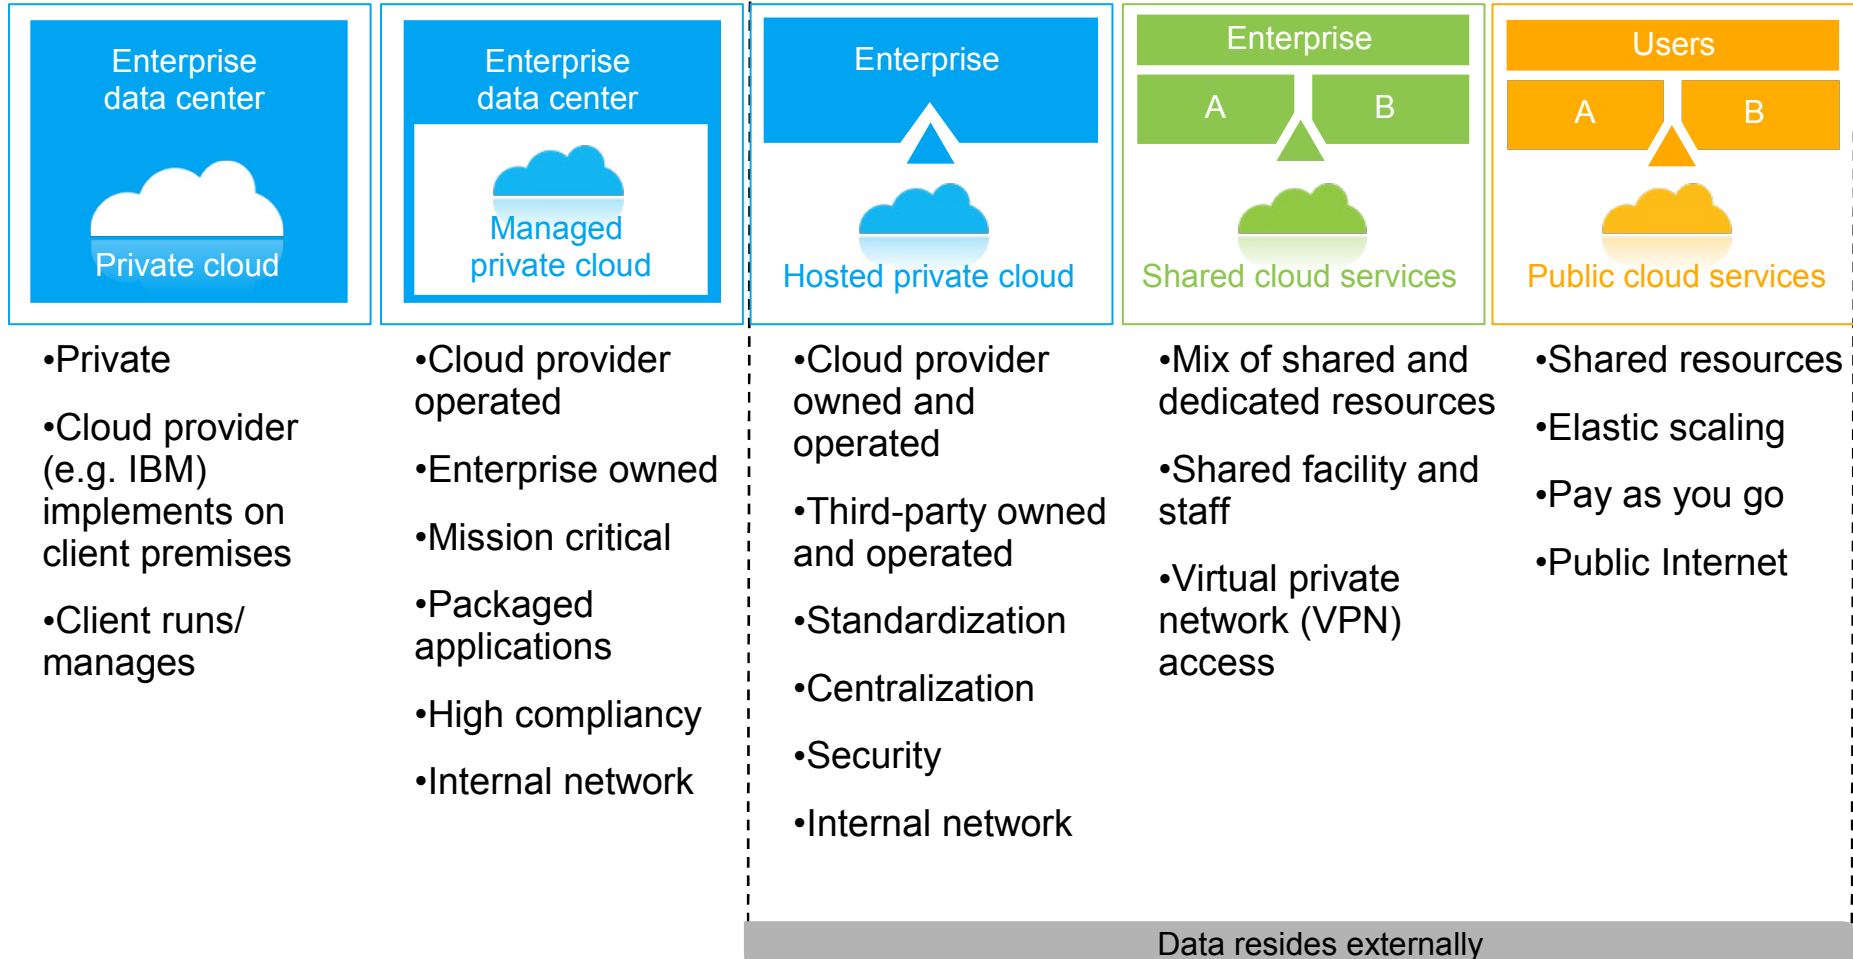 Enterprise
data center
Private cloud
•Private
•Cloud provider
(e.g. IBM)
implements on
client premises
•Client runs/
manages
Enterprise
data center
Managed
private cloud
•Cloud provider
operated
•Enterprise owned
•Mission critical
•Packaged
applications
•High compliancy
•Internal network
Enterprise
Hosted private cloud
•Cloud provider
owned and
operated
•Third-party owned
and operated
•Standardization
•Centralization
•Security
•Internal network
Enterprise
A B
Shared cloud services
•Mix of shared and
dedicated resources
•Shared facility and
staff
•Virtual private
network (VPN)
access
Users
A B
Public cloud services
•Shared resources
•Elastic scaling
•Pay as you go
•Public Internet
Data resides externally